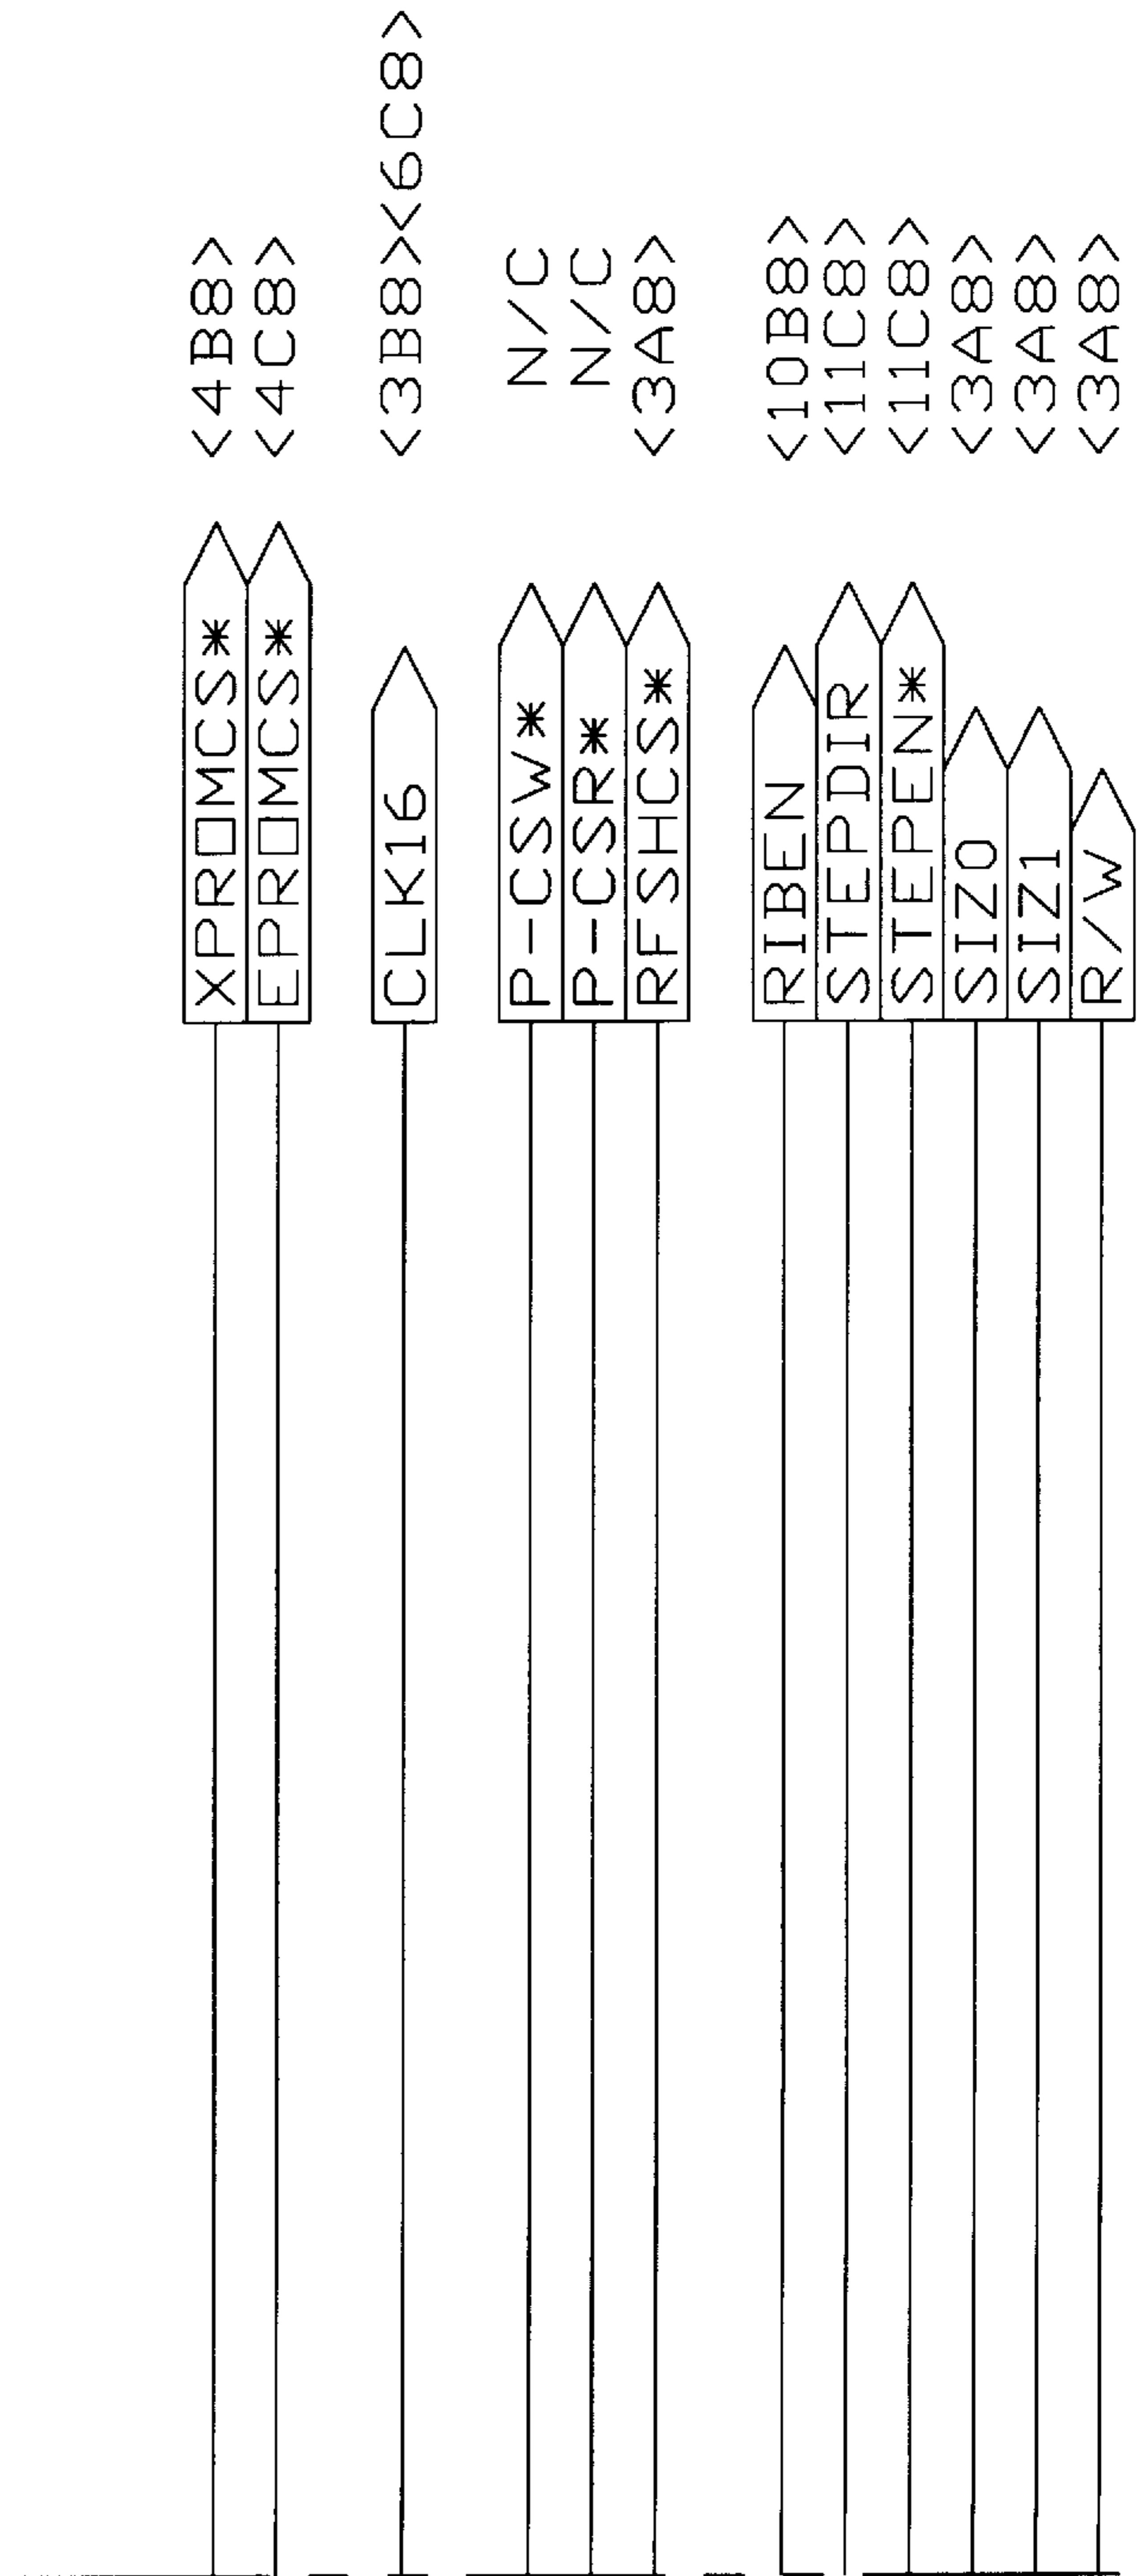 XPROMCS* <4B8>
EPROMCS* <4C8>
CLK16 <3B8><6C8>
P-CSW* N/C
P-CSR* N/C
RFSHCS* <3A8>
RIBEN <10B8>
STEPDIR <11C8>
STEPEN* <11C8>
SIZ0 <3A8>
SIZ1 <3A8>
R/W <3A8>